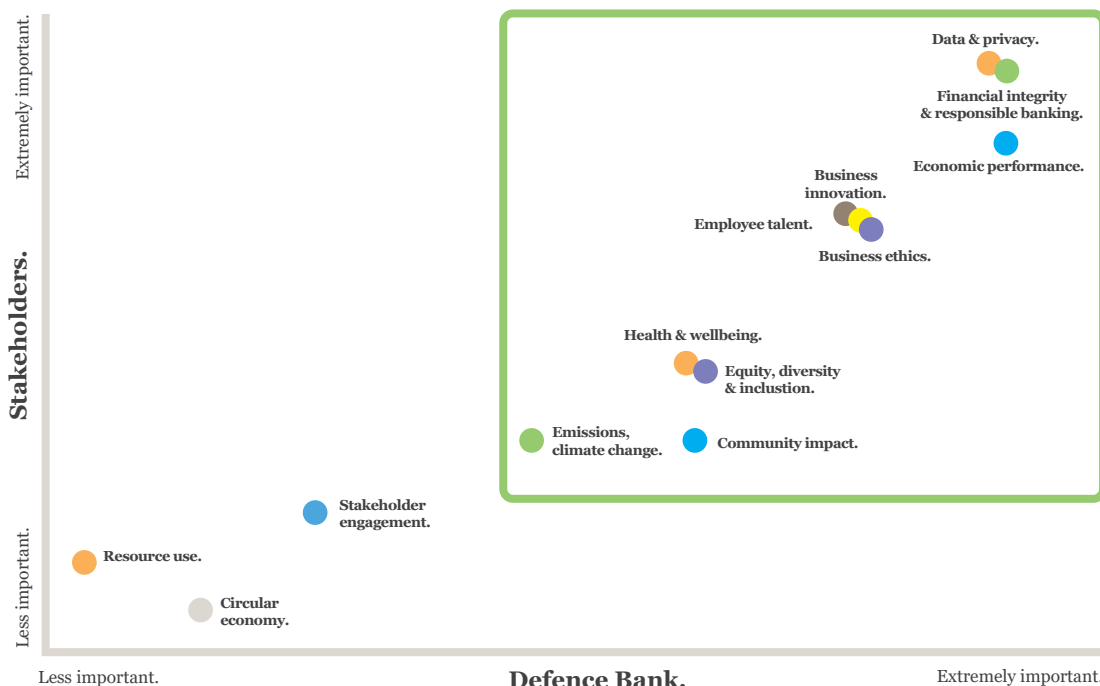 Extremely important.
Stakeholders.
Less important.
Data & privacy.
Financial integrity
& responsible banking.
Economic performance.
Business
innovation.
Employee talent.
Business ethics.
Health & wellbeing.
Equity, diversity
& inclustion.
Emissions,
climate change.
Community impact.
Stakeholder
engagement.
Resource use.
Circular
economy.
Less important.
Defence Bank.
Extremely important.